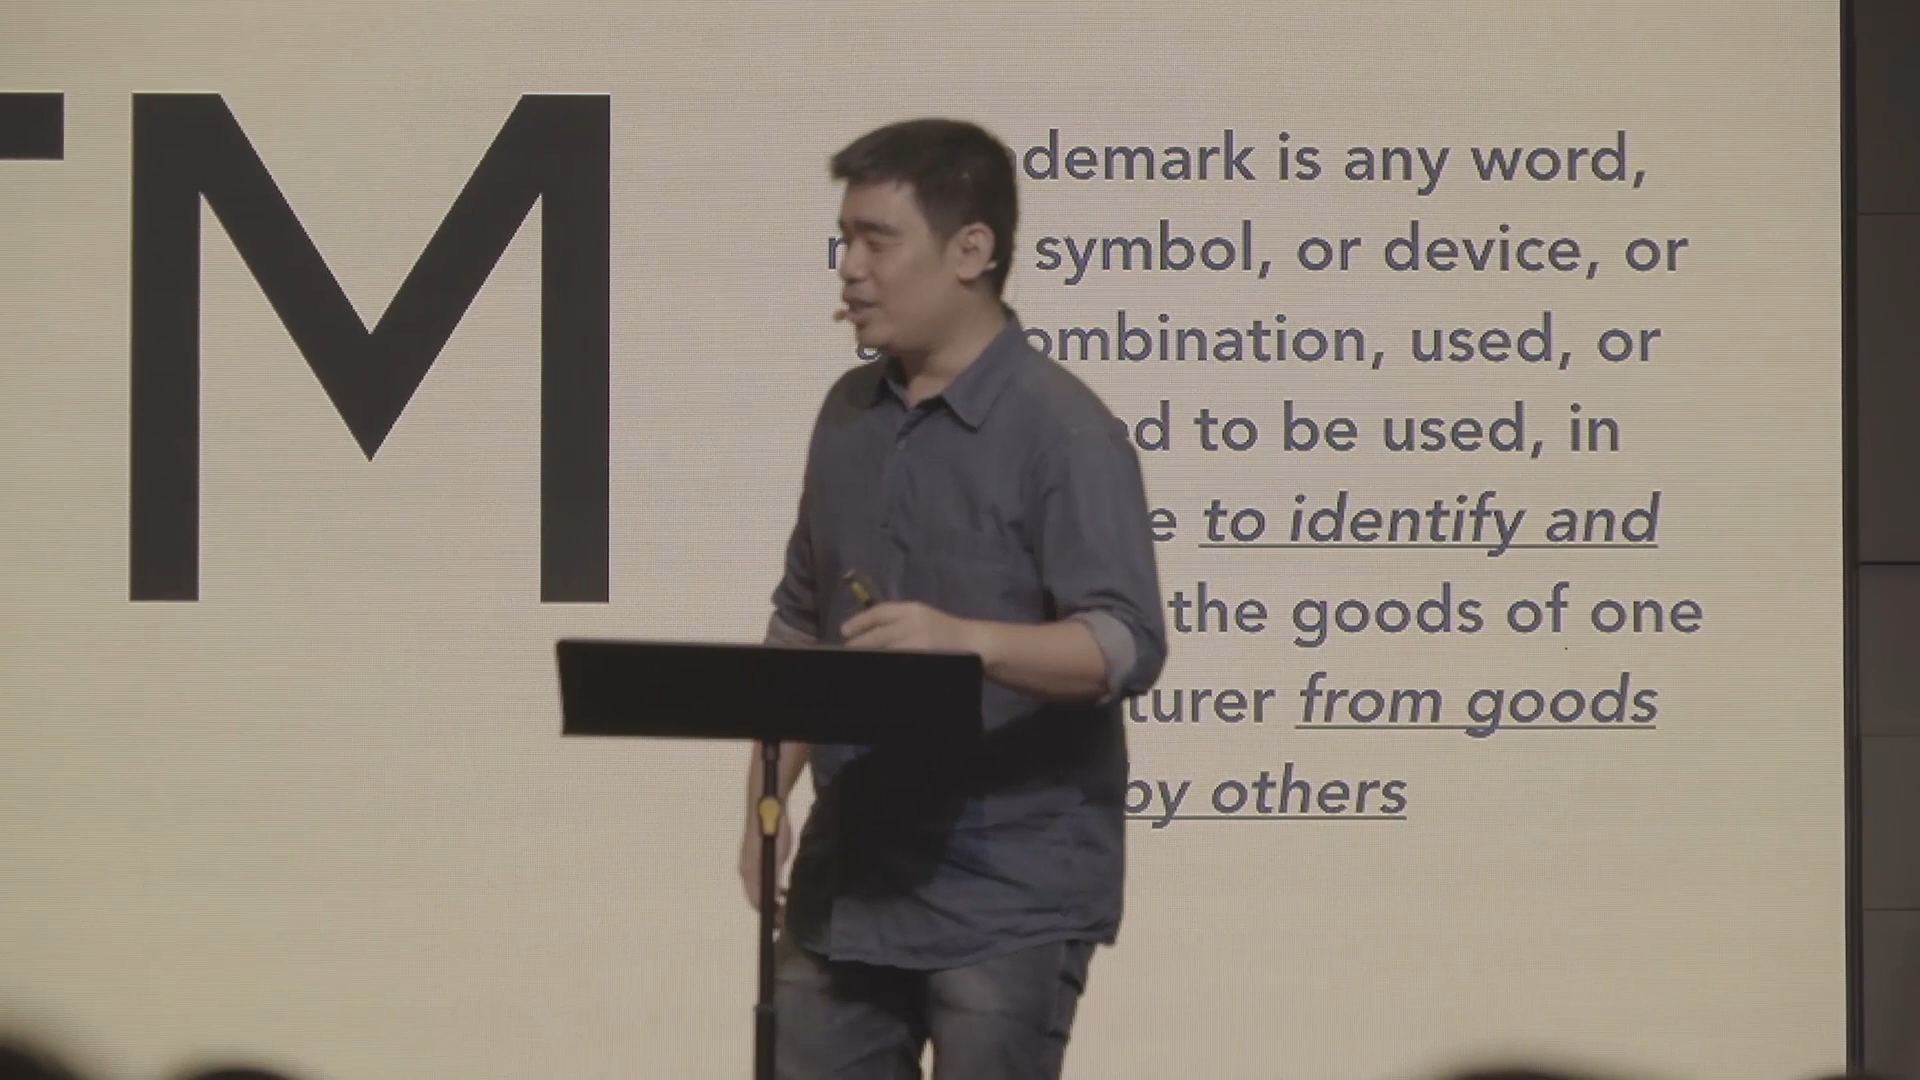 TM
demark is any word,
symbol, or device, or
ombination, used, or
ed to be used, in
e to identify and
the goods of one
turer from goods
by others